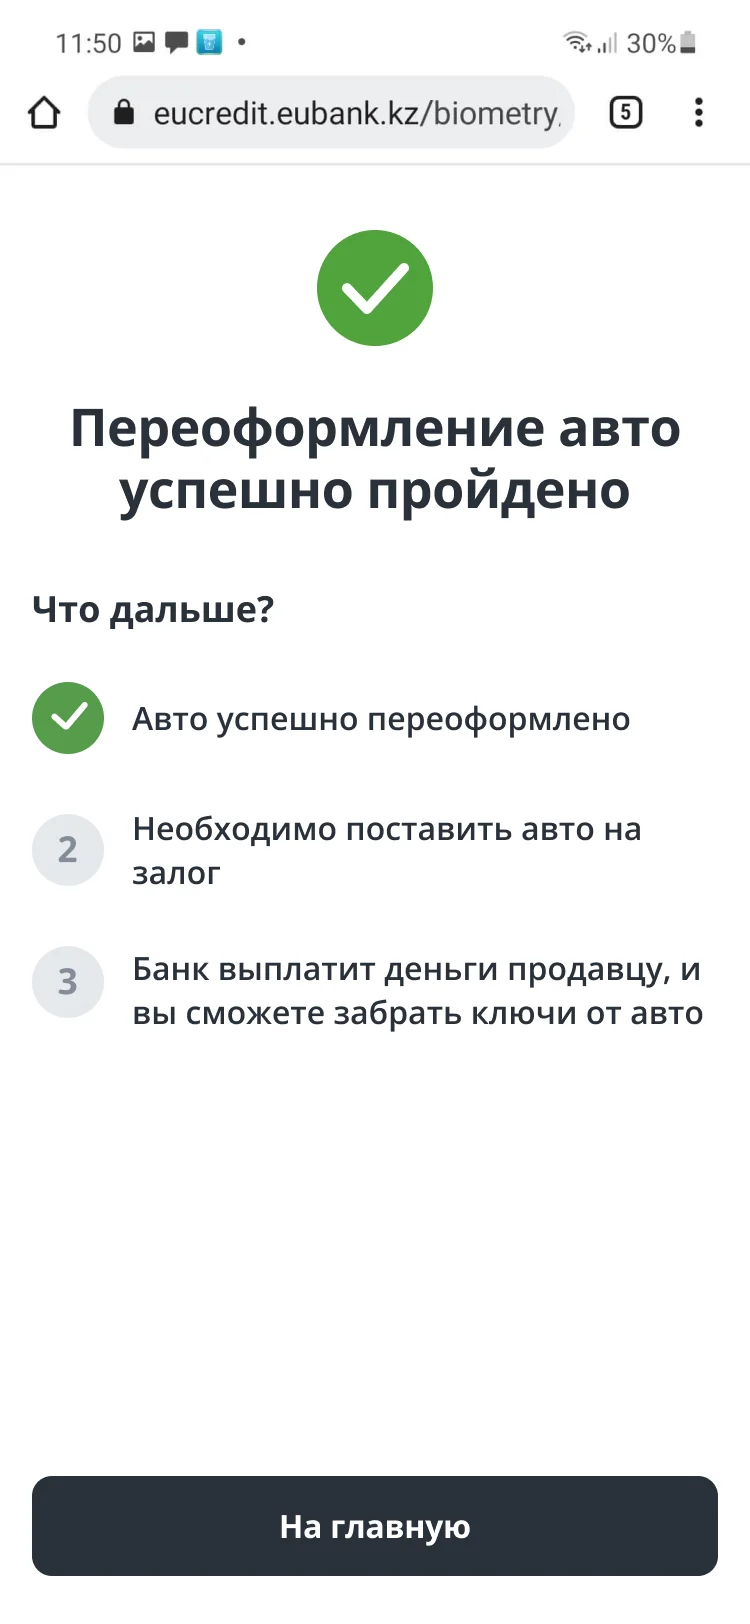 11:50
30%
eucredit.eubank.kz/biometry
5
Переоформление авто
успешно пройдено
Что дальше?
Авто успешно переоформлено
2
Необходимо поставить авто на
залог
3
Банк выплатит деньги продавцу, и
вы сможете забрать ключи от авто
На главную